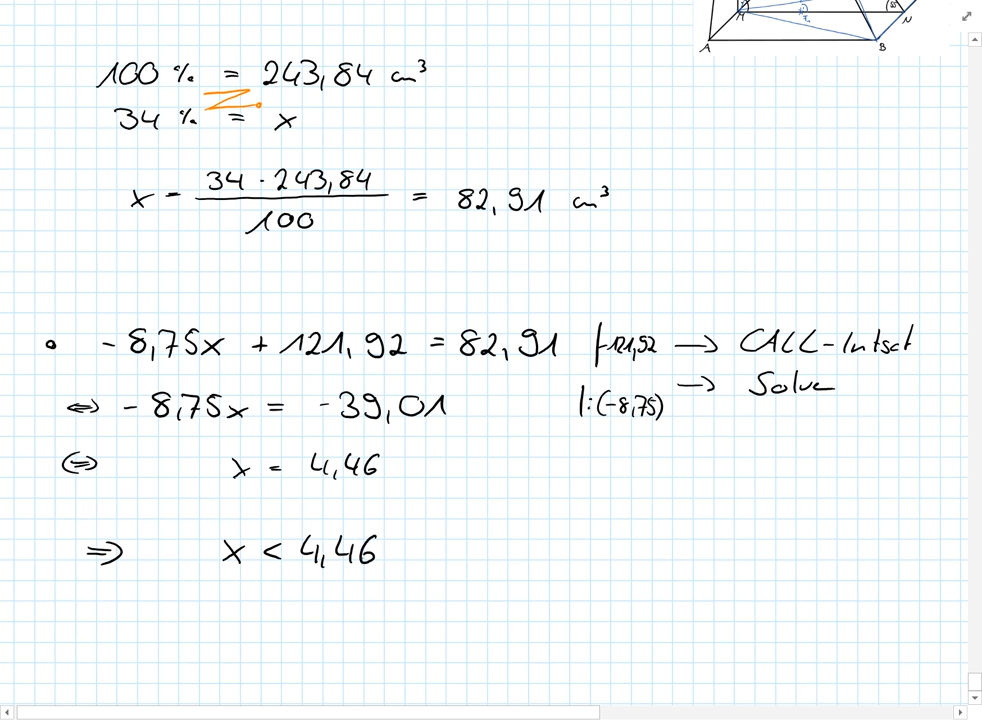 M
N
A
B
100 % = 243,84 cm³
34 % = x
x = 34 · 243,84 / 100 = 82,91 cm³
-8,75x + 121,92 = 82,91 |-121,92 → CALC-Intsct
→ Solve
⇔ -8,75x = -39,01 |:(-8,75)
⇔ x = 4,46
⇒ x < 4,46